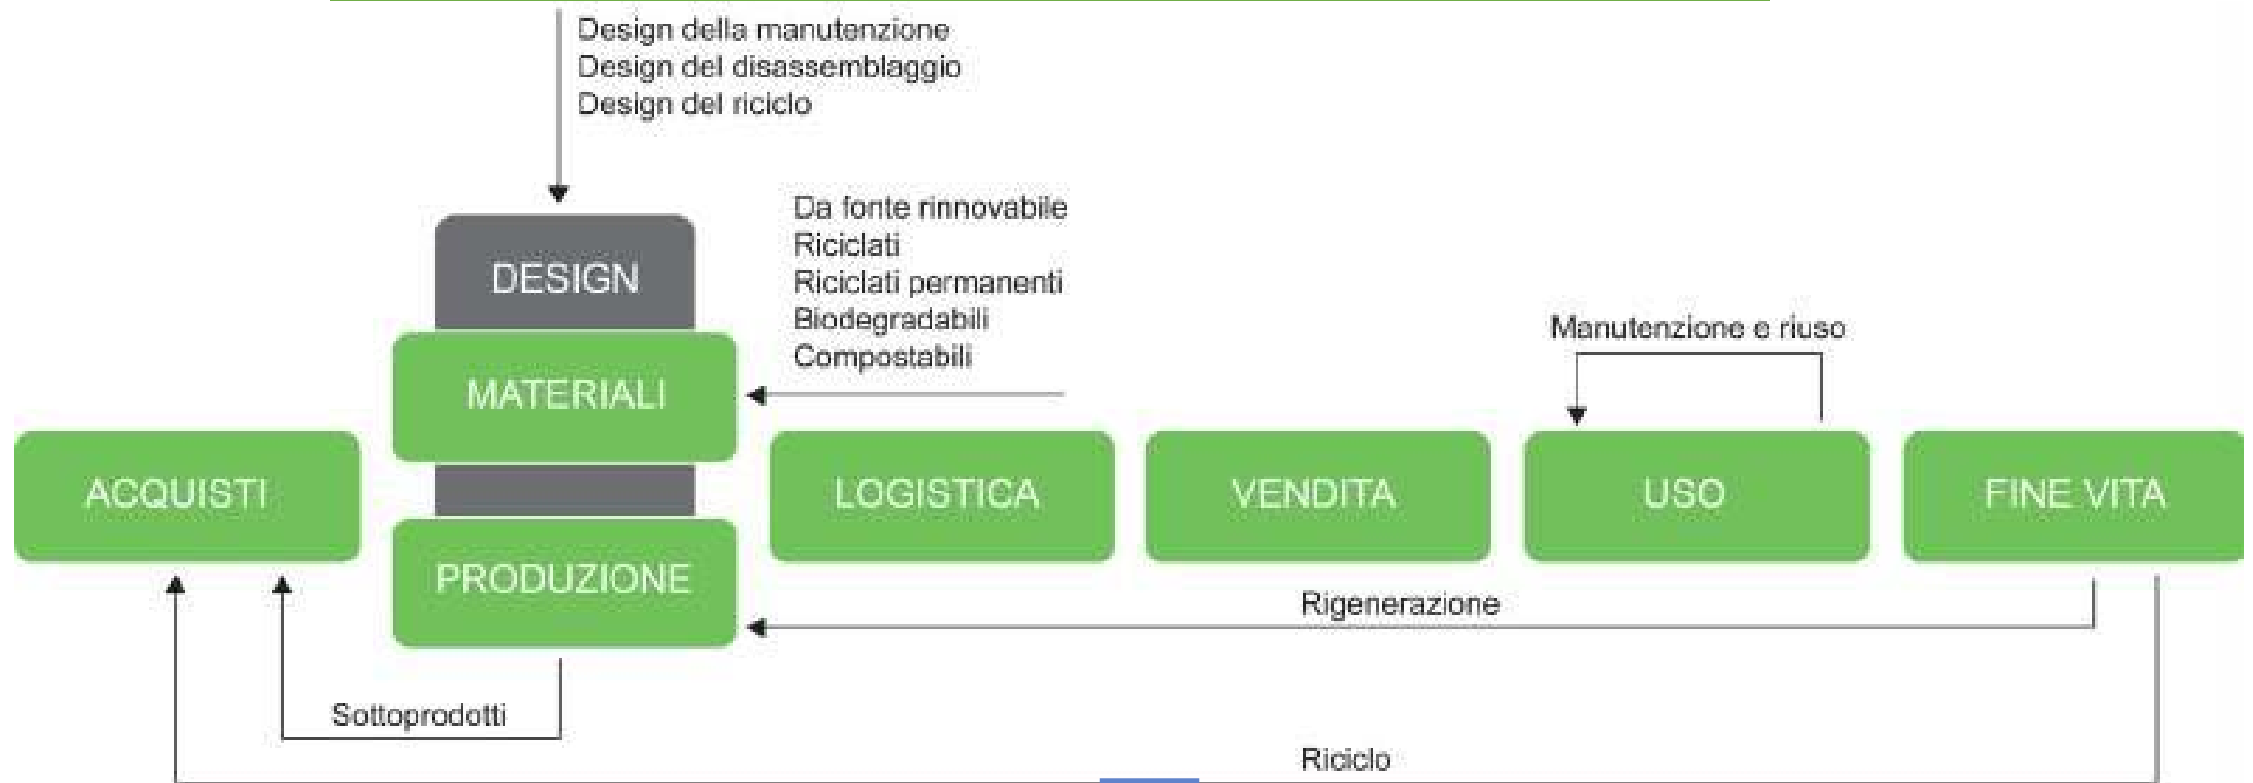 Design della manutenzione
Design del disassemblaggio
Design del riciclo
DESIGN
Da fonte rinnovabile
Riciclati
Riciclati permanenti
Biodegradabili
Compostabili
MATERIALI
Manutenzione e riuso
ACQUISTI
LOGISTICA
VENDITA
USO
FINE VITA
PRODUZIONE
Rigenerazione
Sottoprodotti
Riciclo